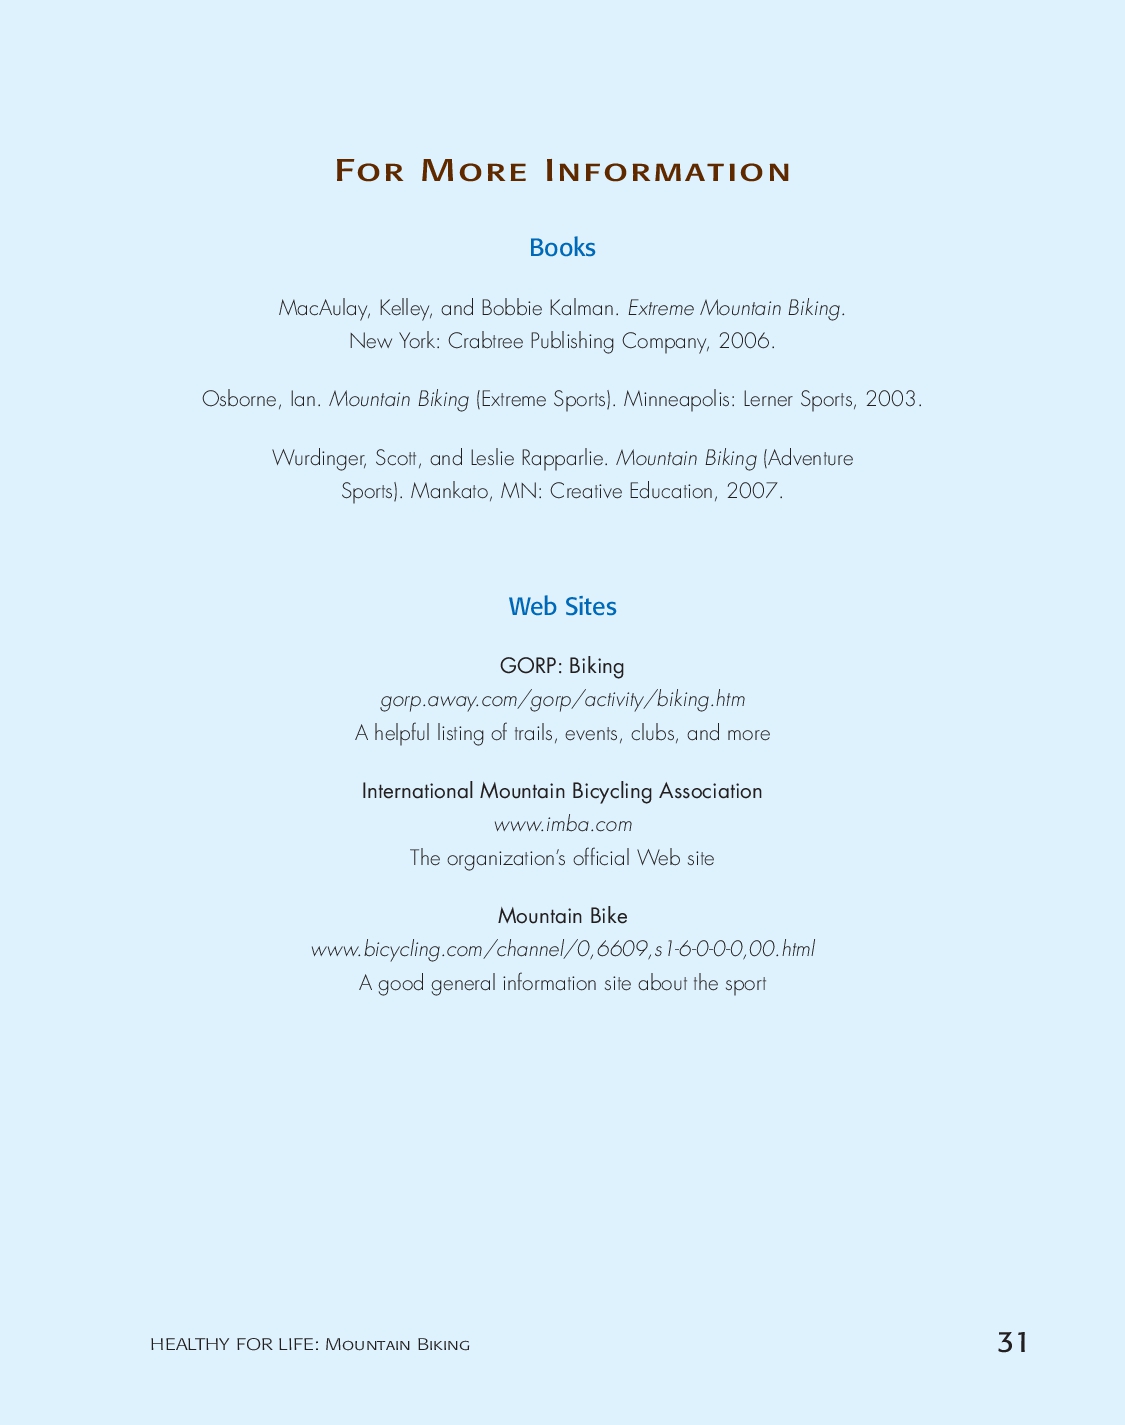 For More Information
Books
MacAulay, Kelley, and Bobbie Kalman. Extreme Mountain Biking.
New York: Crabtree Publishing Company, 2006.
Osborne, Ian. Mountain Biking (Extreme Sports). Minneapolis: Lerner Sports, 2003.
Wurdinger, Scott, and Leslie Rapparlie. Mountain Biking (Adventure
Sports). Mankato, MN: Creative Education, 2007.
Web Sites
GORP: Biking
gorp.away.com/gorp/activity/biking.htm
A helpful listing of trails, events, clubs, and more
International Mountain Bicycling Association
www.imba.com
The organization’s official Web site
Mountain Bike
www.bicycling.com/channel/0,6609,s1-6-0-0-0,00.html
A good general information site about the sport
HEALTHY FOR LIFE: Mountain Biking
31